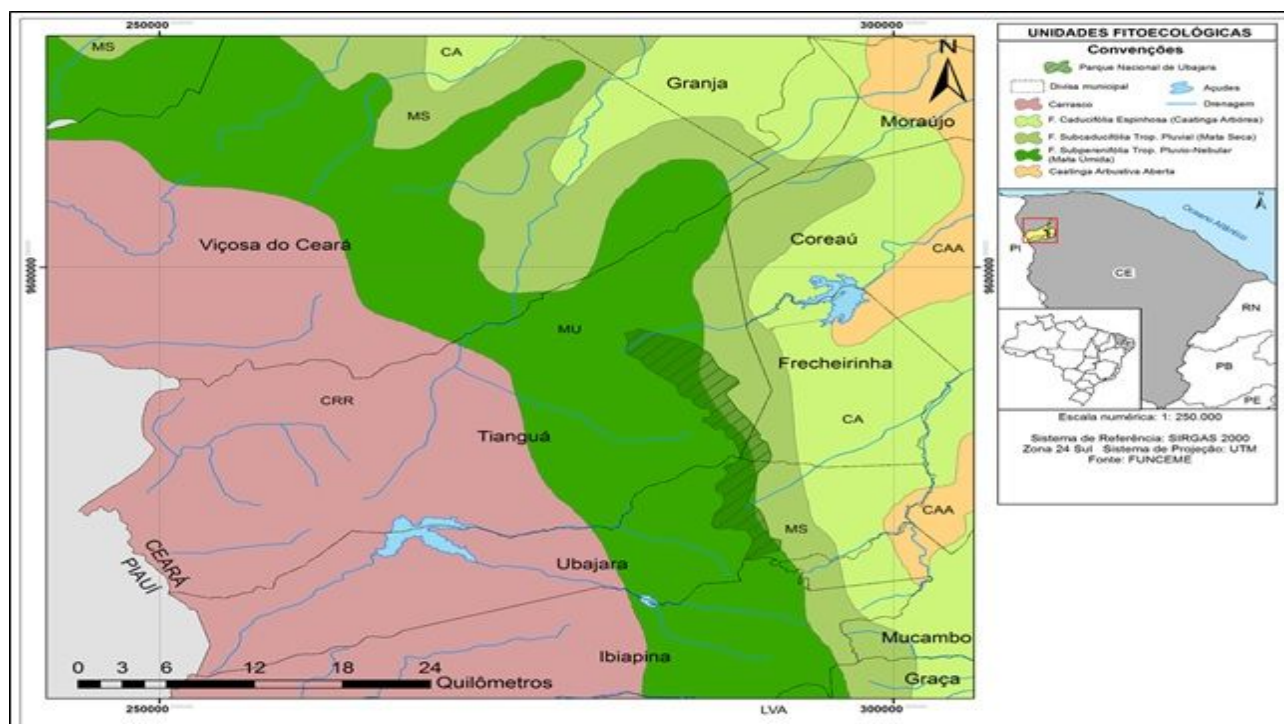 250000
300000
MS
CA
Granja
N
MS
Moraújo
Viçosa do Ceará
Coreaú
CAA
9600000
9600000
MU
Frecheirinha
CRR
CA
Tianguá
CAA
MS
CEARÁ
PIAUÍ
Ubajara
Mucambo
Ibiapina
Graça
0 3 6 12 18 24
Quilômetros
250000
LVA
300000
UNIDADES FITOECOLÓGICAS
Convenções
Parque Nacional de Ubajara
Divisa municipal
Açudes
Carrasco
Drenagem
F. Caducifólia Espinhosa (Caatinga Arbórea)
F. Subcaducifólia Trop. Pluvial (Mata Seca)
F. Subperenifólia Trop. Pluvio-Nebular
(Mata Úmida)
Caatinga Arbustiva Aberta
N
Oceano Atlântico
PI
CE
RN
PB
PE
Escala numérica: 1: 250.000
Sistema de Referência: SIRGAS 2000
Zona 24 Sul Sistema de Projeção: UTM
Fonte: FUNCEME